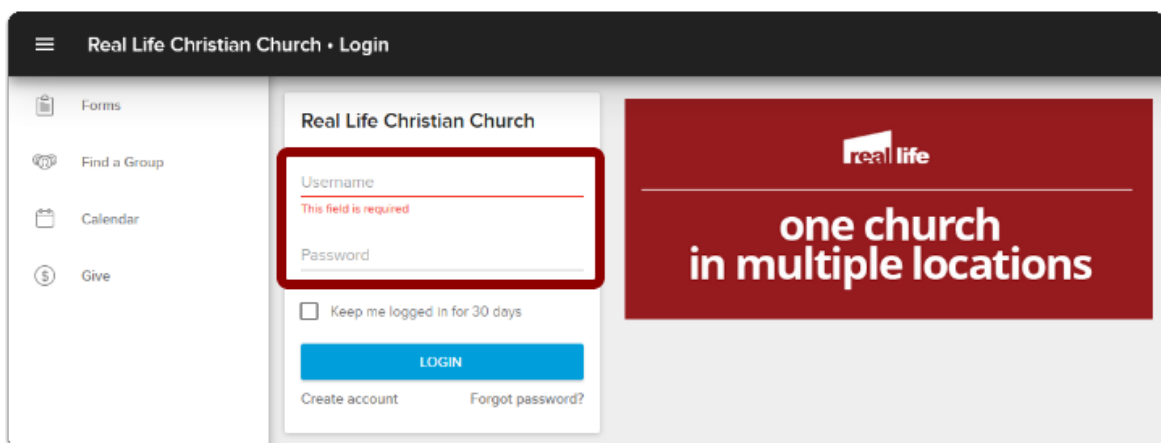 Real Life Christian Church • Login
Forms
Find a Group
Calendar
Give
Real Life Christian Church
Username
This field is required
Password
Keep me logged in for 30 days
LOGIN
Create account
Forgot password?
real life
one church
in multiple locations